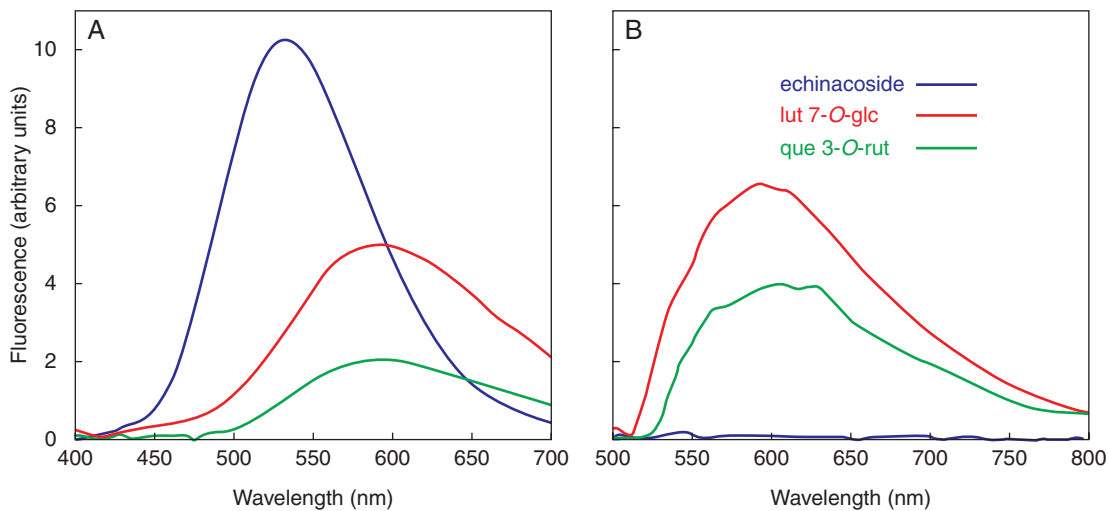 A
B
10
8
6
4
2
0
Fluorescence (arbitrary units)
echinacoside
lut 7-O-glc
que 3-O-rut
400 450 500 550 600 650 700
500 550 600 650 700 750 800
Wavelength (nm)
Wavelength (nm)